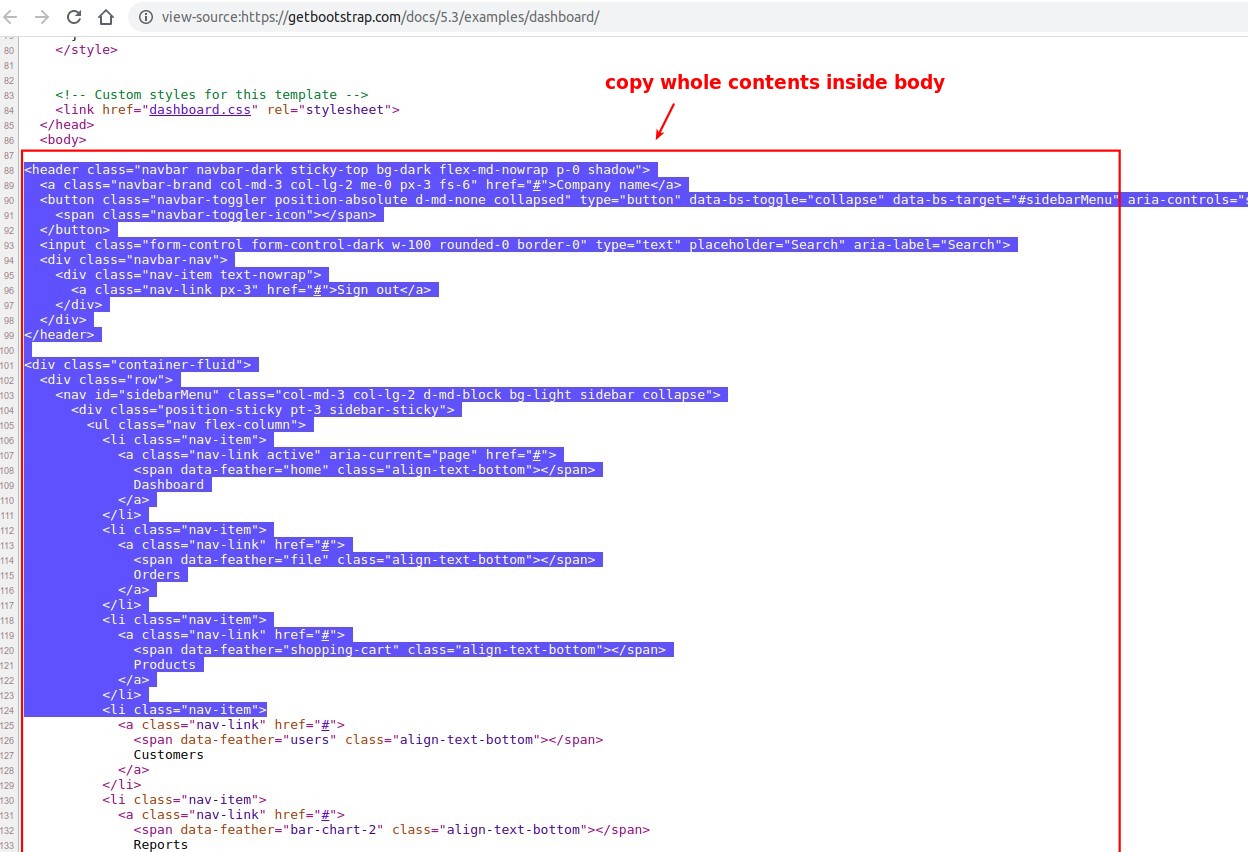 view-source:https://getbootstrap.com/docs/5.3/examples/dashboard/
80 </style>
81
82
copy whole contents inside body
83 <!-- Custom styles for this template -->
84 <link href="dashboard.css" rel="stylesheet">
85 </head>
86 <body>
87
88 <header class="navbar navbar-dark sticky-top bg-dark flex-md-nowrap p-0 shadow">
89 <a class="navbar-brand col-md-3 col-lg-2 me-0 px-3 fs-6" href="#">Company name</a>
90 <button class="navbar-toggler position-absolute d-md-none collapsed" type="button" data-bs-toggle="collapse" data-bs-target="#sidebarMenu" aria-controls="s
91 <span class="navbar-toggler-icon"></span>
92 </button>
93 <input class="form-control form-control-dark w-100 rounded-0 border-0" type="text" placeholder="Search" aria-label="Search">
94 <div class="navbar-nav">
95 <div class="nav-item text-nowrap">
96 <a class="nav-link px-3" href="#">Sign out</a>
97 </div>
98 </div>
99 </header>
100
101 <div class="container-fluid">
102 <div class="row">
103 <nav id="sidebarMenu" class="col-md-3 col-lg-2 d-md-block bg-light sidebar collapse">
104 <div class="position-sticky pt-3 sidebar-sticky">
105 <ul class="nav flex-column">
106 <li class="nav-item">
107 <a class="nav-link active" aria-current="page" href="#">
108 <span data-feather="home" class="align-text-bottom"></span>
109 Dashboard
110 </a>
111 </li>
112 <li class="nav-item">
113 <a class="nav-link" href="#">
114 <span data-feather="file" class="align-text-bottom"></span>
115 Orders
116 </a>
117 </li>
118 <li class="nav-item">
119 <a class="nav-link" href="#">
120 <span data-feather="shopping-cart" class="align-text-bottom"></span>
121 Products
122 </a>
123 </li>
124 <li class="nav-item">
125 <a class="nav-link" href="#">
126 <span data-feather="users" class="align-text-bottom"></span>
127 Customers
128 </a>
129 </li>
130 <li class="nav-item">
131 <a class="nav-link" href="#">
132 <span data-feather="bar-chart-2" class="align-text-bottom"></span>
133 Reports